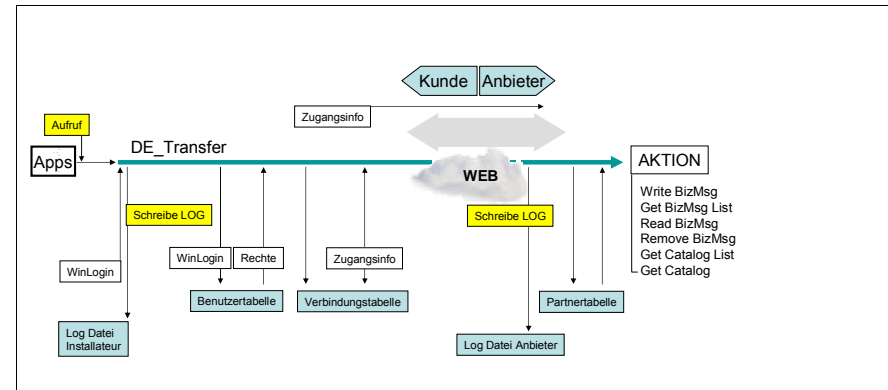 Kunde Anbieter
Zugangsinfo
Aufruf
DE_Transfer
Apps
AKTION
WEB
Write BizMsg
Get BizMsg List
Read BizMsg
Remove BizMsg
Get Catalog List
Get Catalog
Schreibe LOG
Schreibe LOG
WinLogin
WinLogin
Rechte
Zugangsinfo
Benutzertabelle
Verbindungstabelle
Partnertabelle
Log Datei
Installateur
Log Datei Anbieter